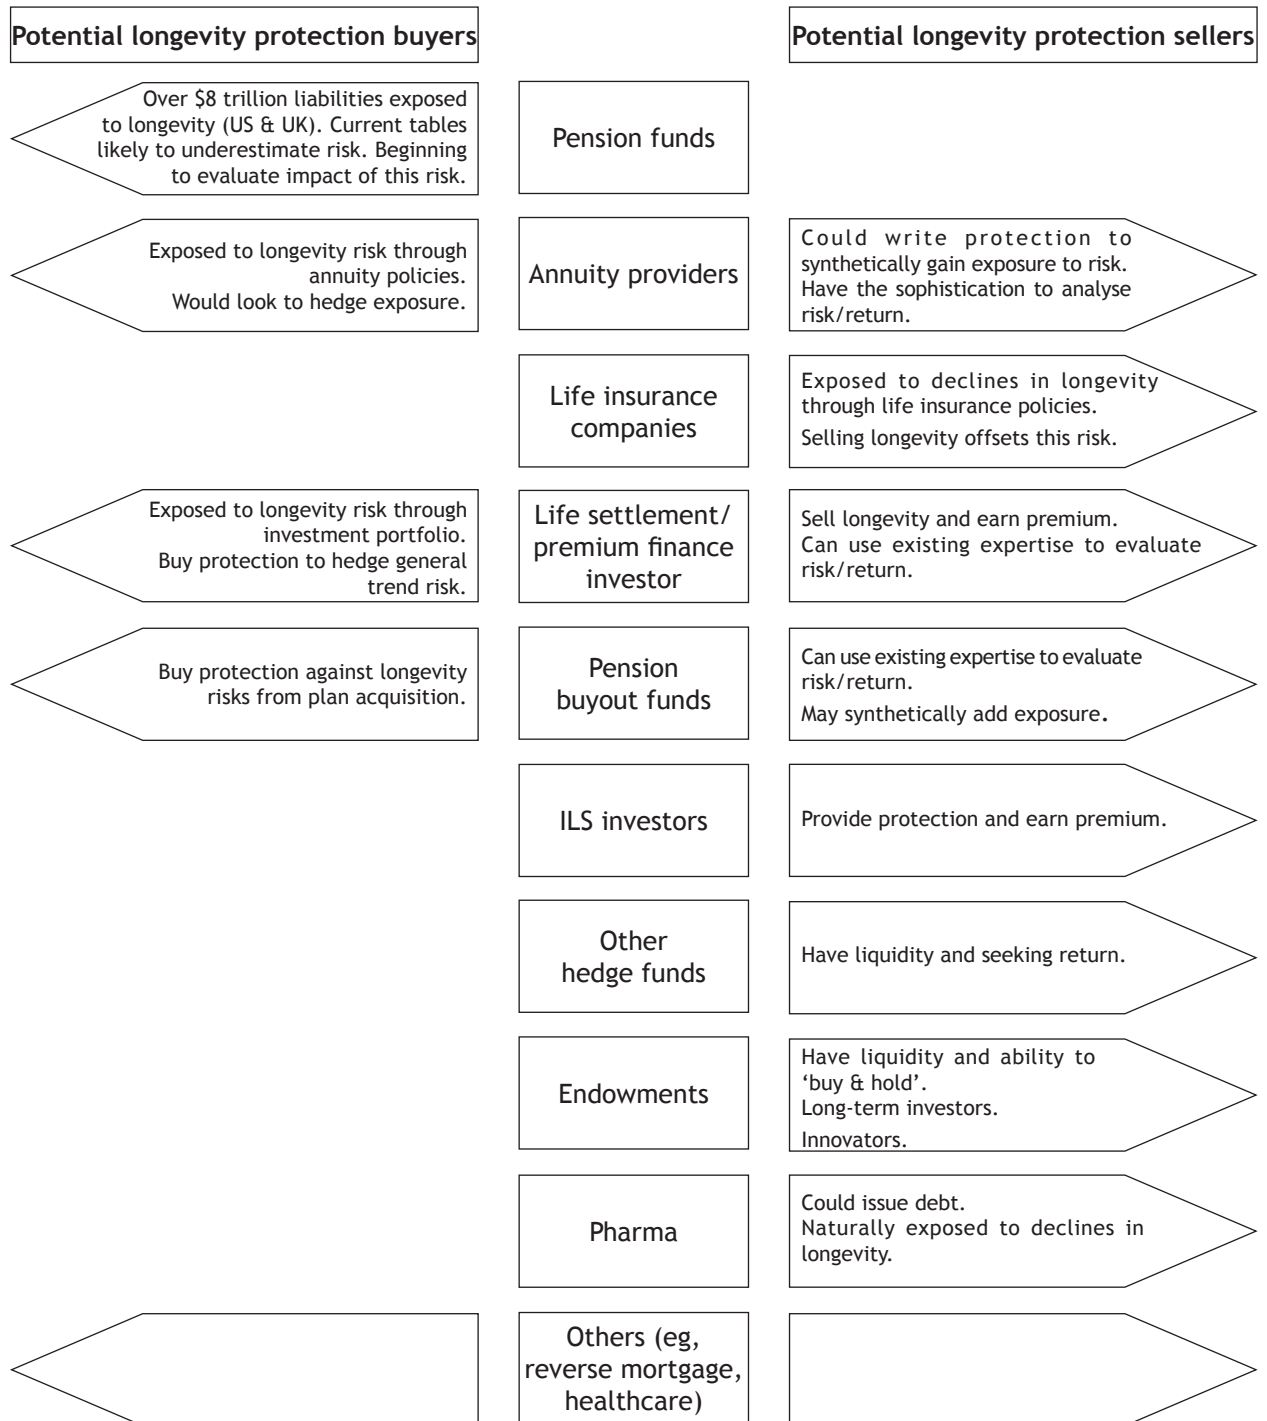 Potential longevity protection buyers
Potential longevity protection sellers
Over $8 trillion liabilities exposed
to longevity (US & UK). Current tables
likely to underestimate risk. Beginning
to evaluate impact of this risk.
Pension funds
Exposed to longevity risk through
annuity policies.
Would look to hedge exposure.
Annuity providers
Could write protection to
synthetically gain exposure to risk.
Have the sophistication to analyse
risk/return.
Life insurance
companies
Exposed to declines in longevity
through life insurance policies.
Selling longevity offsets this risk.
Exposed to longevity risk through
investment portfolio.
Buy protection to hedge general
trend risk.
Life settlement/
premium finance
investor
Sell longevity and earn premium.
Can use existing expertise to evaluate
risk/return.
Buy protection against longevity
risks from plan acquisition.
Pension
buyout funds
Can use existing expertise to evaluate
risk/return.
May synthetically add exposure.
ILS investors
Provide protection and earn premium.
Other
hedge funds
Have liquidity and seeking return.
Endowments
Have liquidity and ability to
‘buy & hold’.
Long-term investors.
Innovators.
Pharma
Could issue debt.
Naturally exposed to declines in
longevity.
Others (eg,
reverse mortgage,
healthcare)